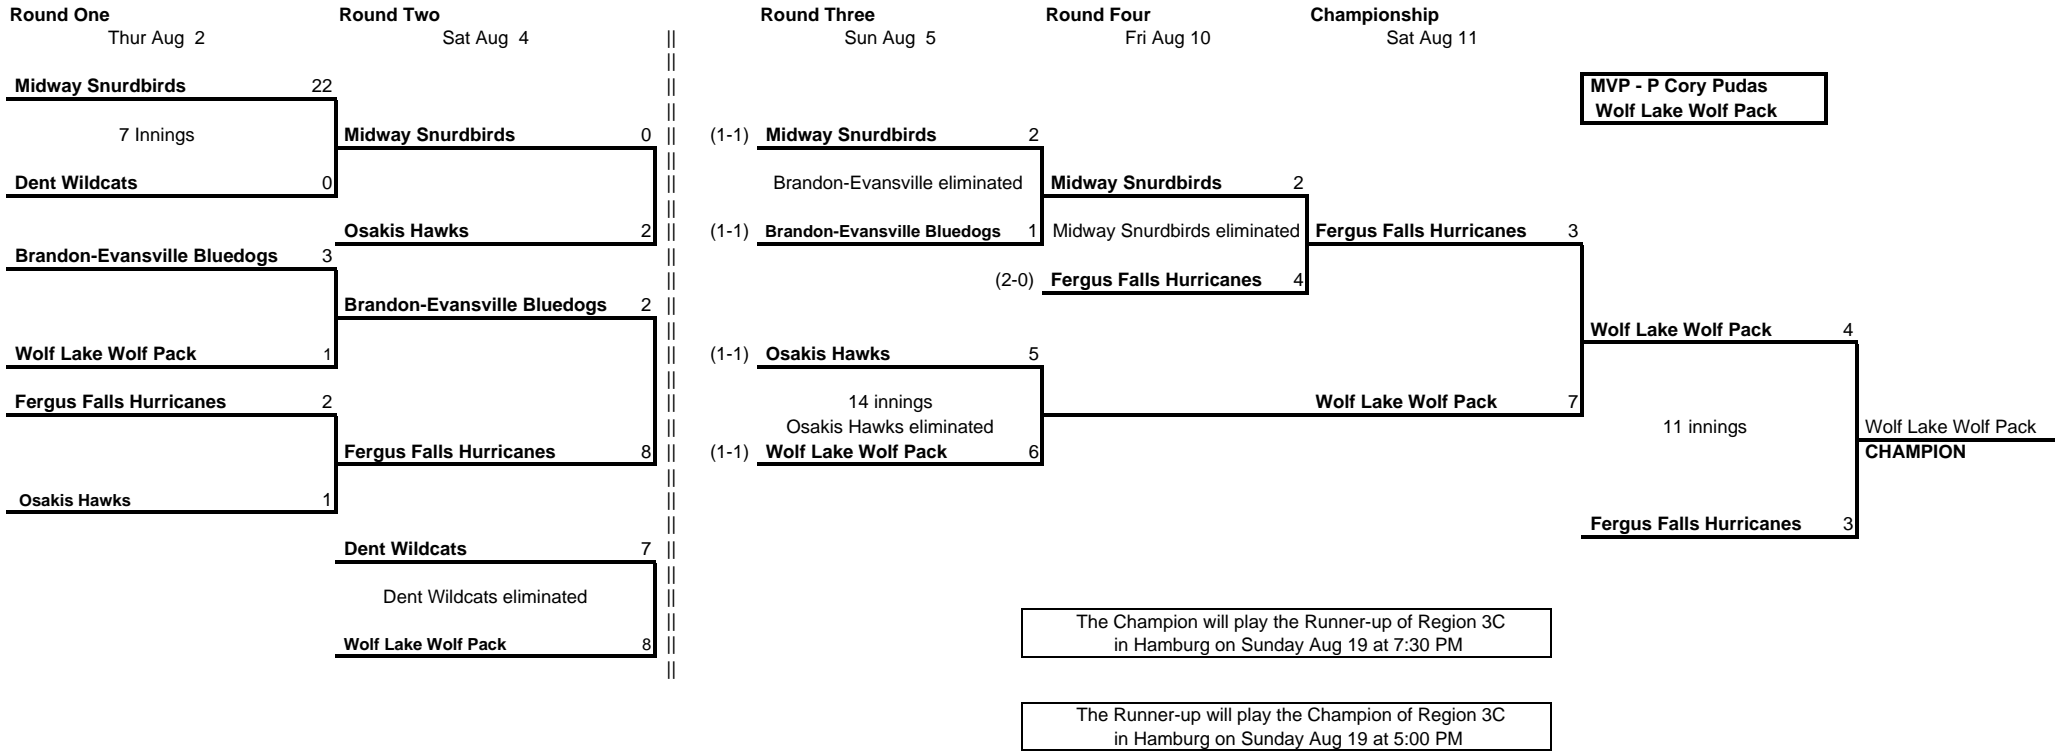 Round One
Thur Aug 2
Midway Snurdbirds 22
7 Innings
Dent Wildcats 0
Brandon-Evansville Bluedogs 3
Wolf Lake Wolf Pack 1
Fergus Falls Hurricanes 2
Osakis Hawks 1
Round Two
Sat Aug 4
Midway Snurdbirds 0
Osakis Hawks 2
Brandon-Evansville Bluedogs 2
Fergus Falls Hurricanes 8
Dent Wildcats 7
Dent Wildcats eliminated
Wolf Lake Wolf Pack 8
Round Three
Sun Aug 5
(1-1) Midway Snurdbirds 2
Brandon-Evansville eliminated
(1-1) Brandon-Evansville Bluedogs 1
(1-1) Osakis Hawks 5
14 innings
Osakis Hawks eliminated
(1-1) Wolf Lake Wolf Pack 6
Round Four
Fri Aug 10
Midway Snurdbirds 2
Midway Snurdbirds eliminated
(2-0) Fergus Falls Hurricanes 4
Championship
Sat Aug 11
Fergus Falls Hurricanes 3
Wolf Lake Wolf Pack 7
MVP - P Cory Pudas
Wolf Lake Wolf Pack
Wolf Lake Wolf Pack 4
11 innings
Fergus Falls Hurricanes 3
Wolf Lake Wolf Pack
CHAMPION
The Champion will play the Runner-up of Region 3C
in Hamburg on Sunday Aug 19 at 7:30 PM
The Runner-up will play the Champion of Region 3C
in Hamburg on Sunday Aug 19 at 5:00 PM